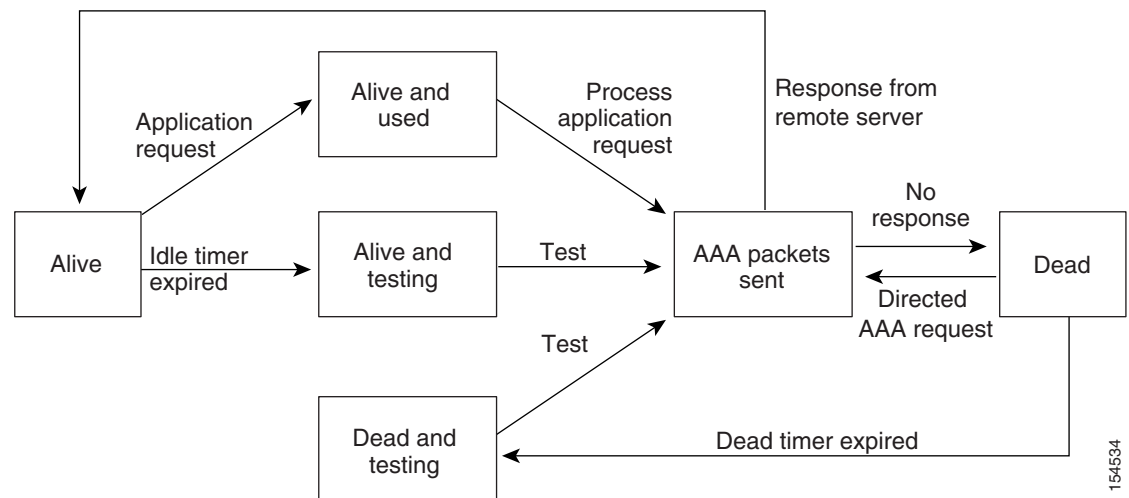 Alive and
used
Application
request
Process
application
request
Response from
remote server
Alive
Idle timer
expired
Alive and
testing
Test
AAA packets
sent
No
response
Directed
AAA request
Dead
Test
Dead and
testing
Dead timer expired
154534